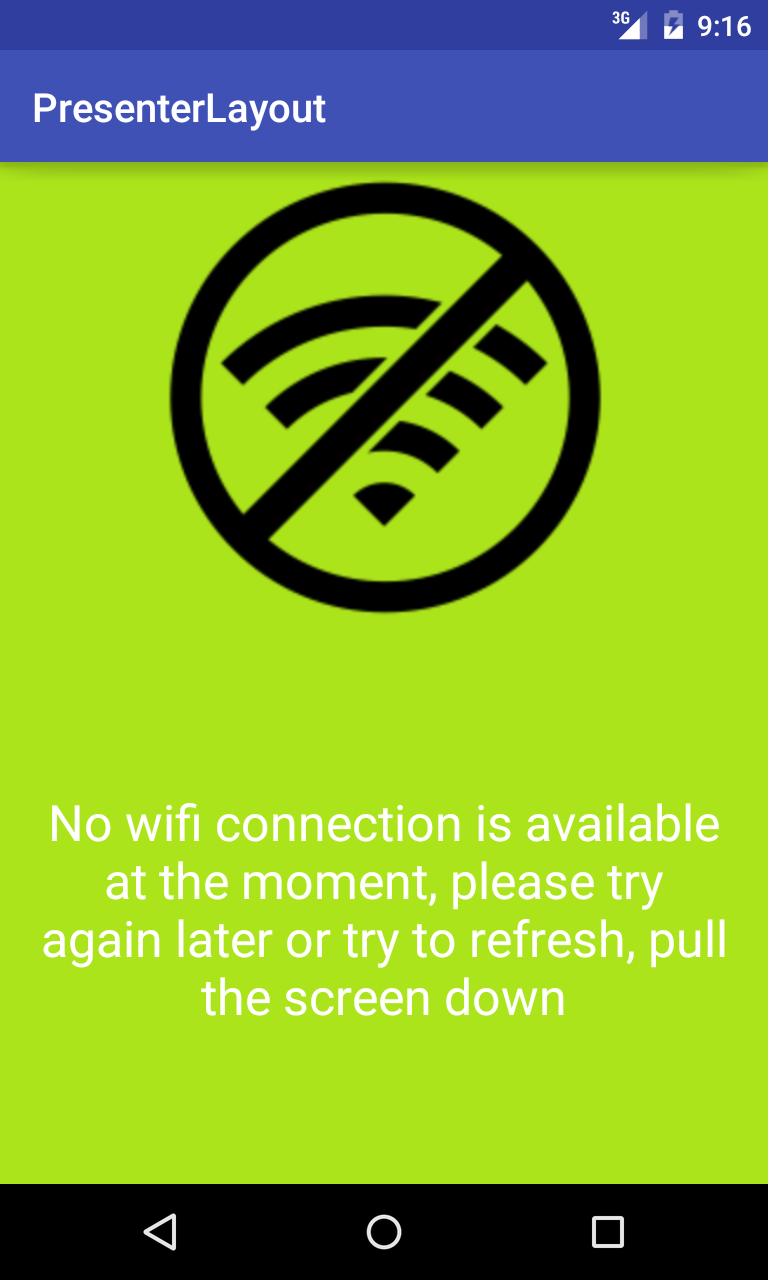 3G 9:16
PresenterLayout
No wifi connection is available
at the moment, please try
again later or try to refresh, pull
the screen down